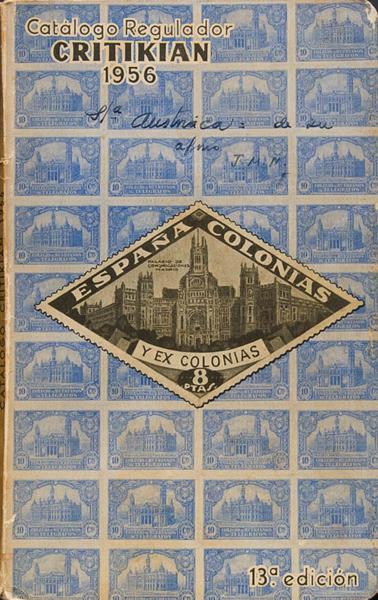 Catálogo Regulador
CRITIKIAN
1956
S/a Austriaca = de su
afmo J.M.M.
ESPAÑA COLONIAS
PALACIO DE
COMUNICACIONES
MADRID
Y EX COLONIAS
8
PTAS.
13ª edición